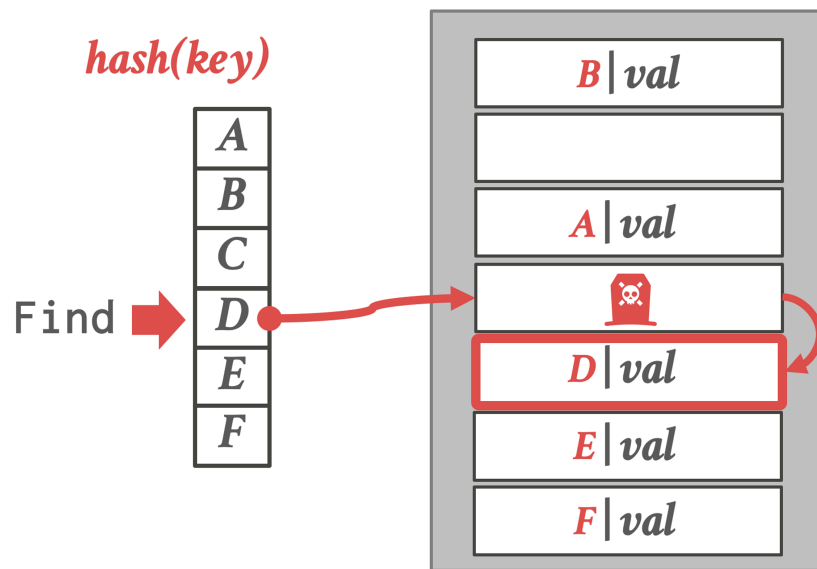 hash(key)
A
B
C
Find
D
E
F
B|val
A|val
D|val
E|val
F|val